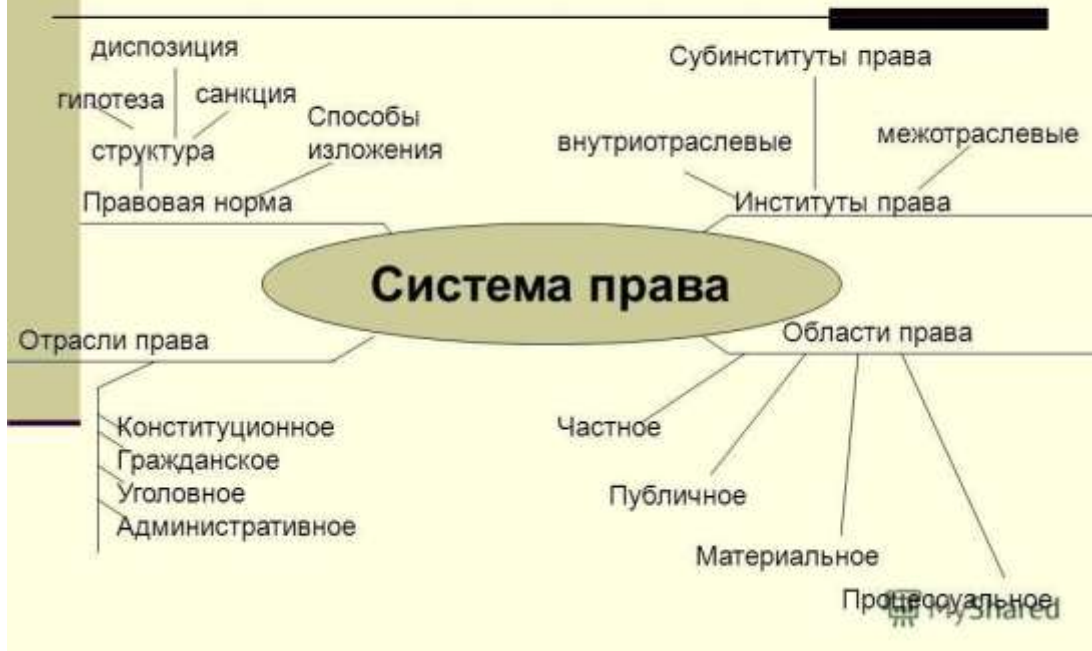 диспозиция
гипотеза
санкция
структура
Способы
изложения
Правовая норма
Субинституты права
внутриотраслевые
межотраслевые
Институты права
Система права
Отрасли права
Конституционное
Гражданское
Уголовное
Административное
Области права
Частное
Публичное
Материальное
Процессуальное
MyShared